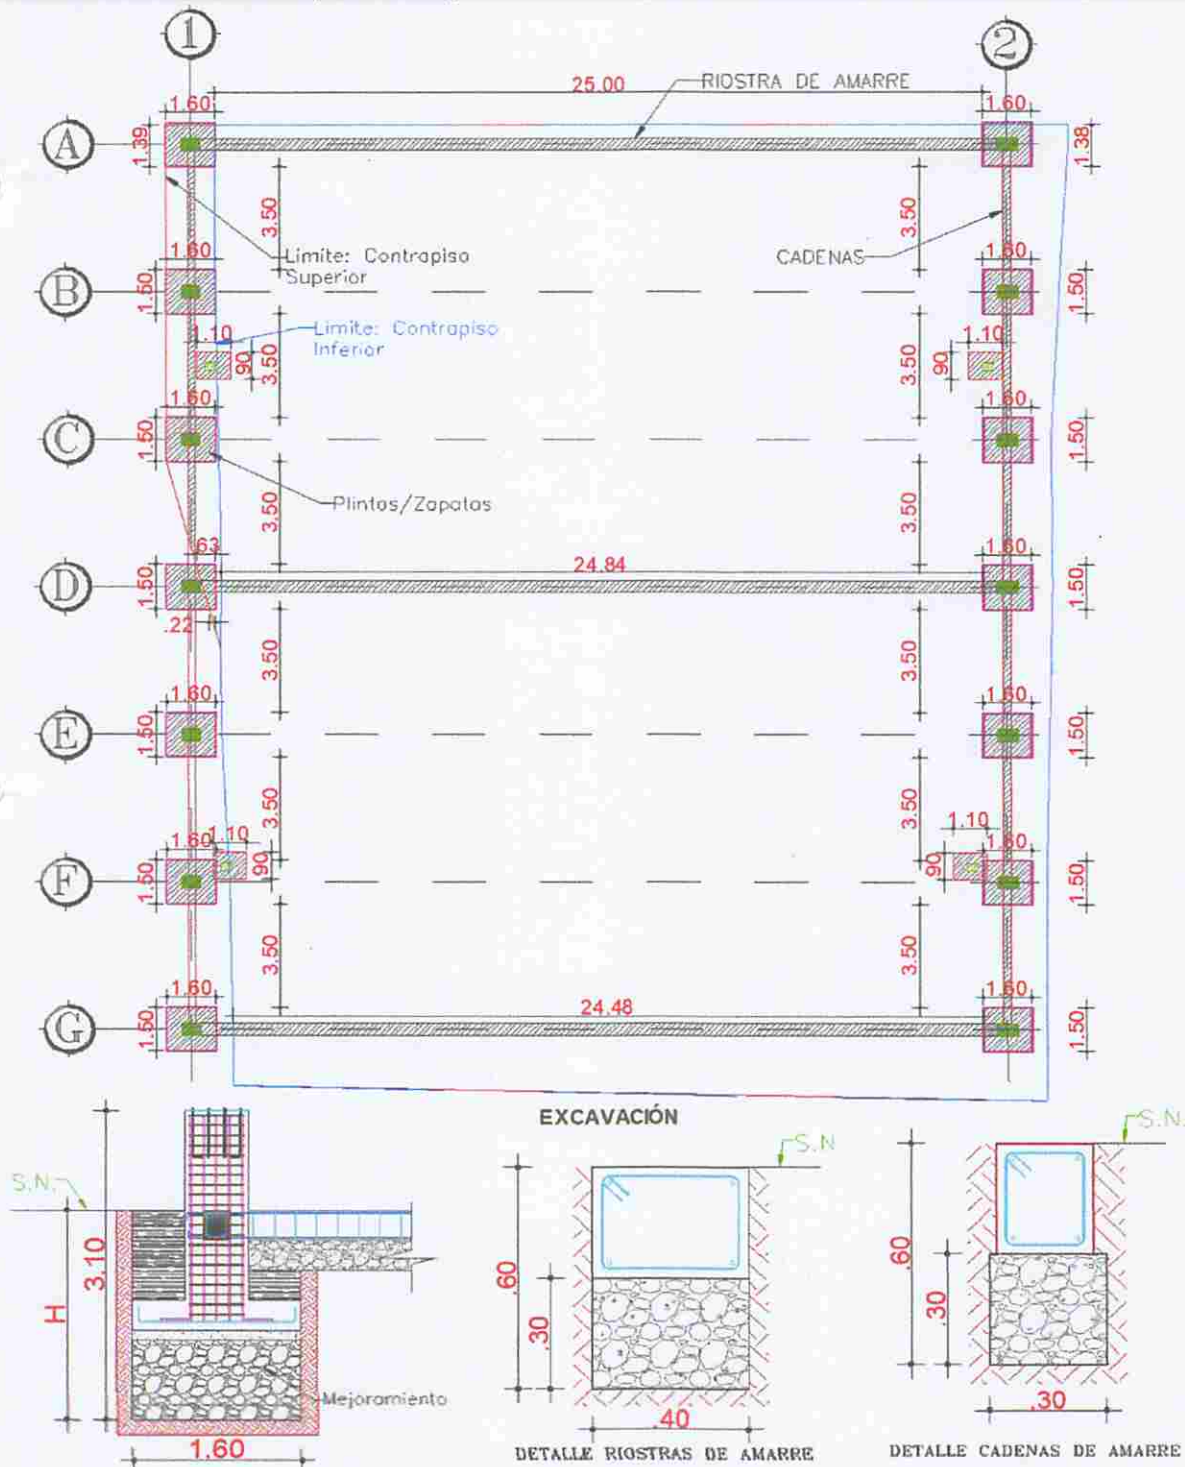 1
2
25.00
RIOSTRA DE AMARRE
1.60
1.60
A
1.39
1.38
3.50
3.50
Limite: Contrapiso
Superior
CADENAS
1.60
1.60
B
1.50
1.50
Limite: Contrapiso
Inferior
1.10
1.10
90
3.50
3.50
90
1.60
1.60
C
1.50
1.50
3.50
3.50
Plintos/Zapatas
.63
1.60
24.84
D
1.50
1.50
.22
3.50
3.50
1.60
1.60
E
1.50
1.50
3.50
3.50
1.60
1.10
1.10
1.60
90
90
F
1.50
1.50
3.50
3.50
1.60
24.48
1.60
G
1.50
1.50
EXCAVACIÓN
S.N.
S.N
S.N.
3.10
H
.60
.30
.60
.30
Mejoramiento
1.60
.40
.30
DETALLE RIOSTRAS DE AMARRE
DETALLE CADENAS DE AMARRE